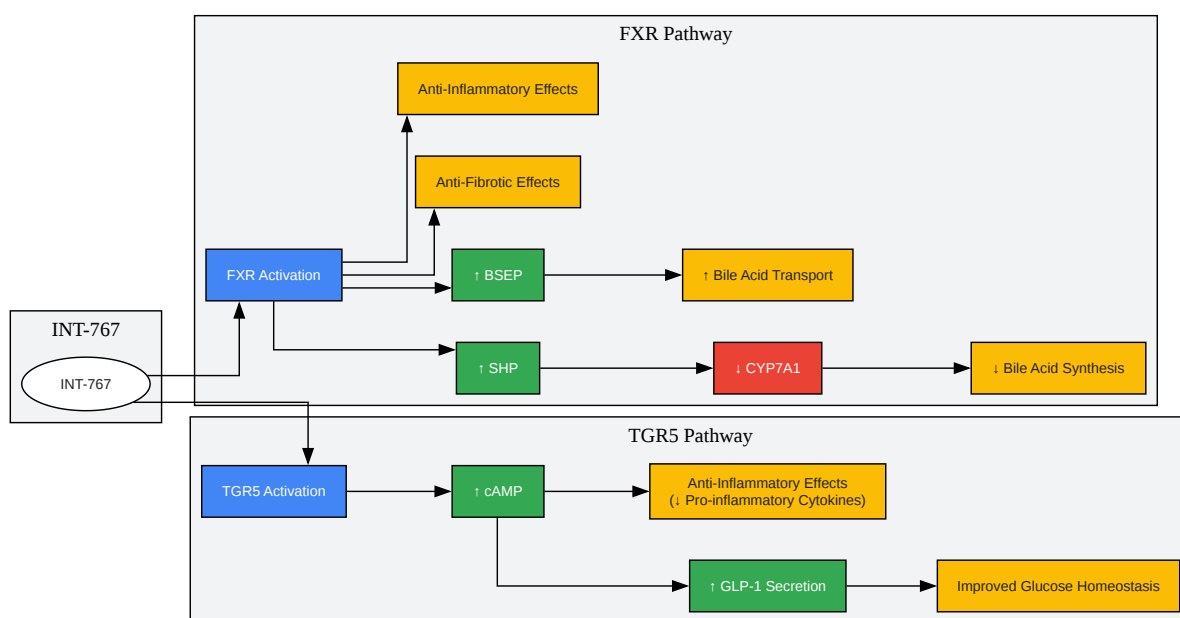 FXR Pathway
Anti-Inflammatory Effects
Anti-Fibrotic Effects
FXR Activation
↑ BSEP
↑ Bile Acid Transport
INT-767
INT-767
↑ SHP
↓ CYP7A1
↓ Bile Acid Synthesis
TGR5 Pathway
TGR5 Activation
↑ cAMP
Anti-Inflammatory Effects
(↓ Pro-inflammatory Cytokines)
↑ GLP-1 Secretion
Improved Glucose Homeostasis